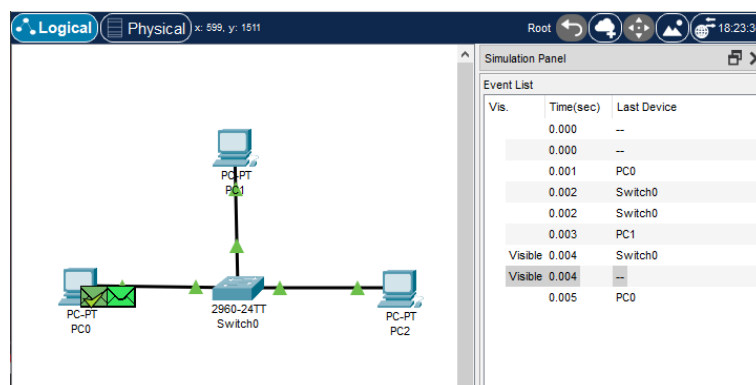 Logical Physical x: 599, y: 1511 Root 18:23:3
Simulation Panel
Event List
Vis. Time(sec) Last Device
0.000 --
0.000 --
0.001 PC0
0.002 Switch0
0.002 Switch0
0.003 PC1
Visible 0.004 Switch0
Visible 0.004 --
0.005 PC0
PC-PT
PC1
PC-PT
PC0
2960-24TT
Switch0
PC-PT
PC2